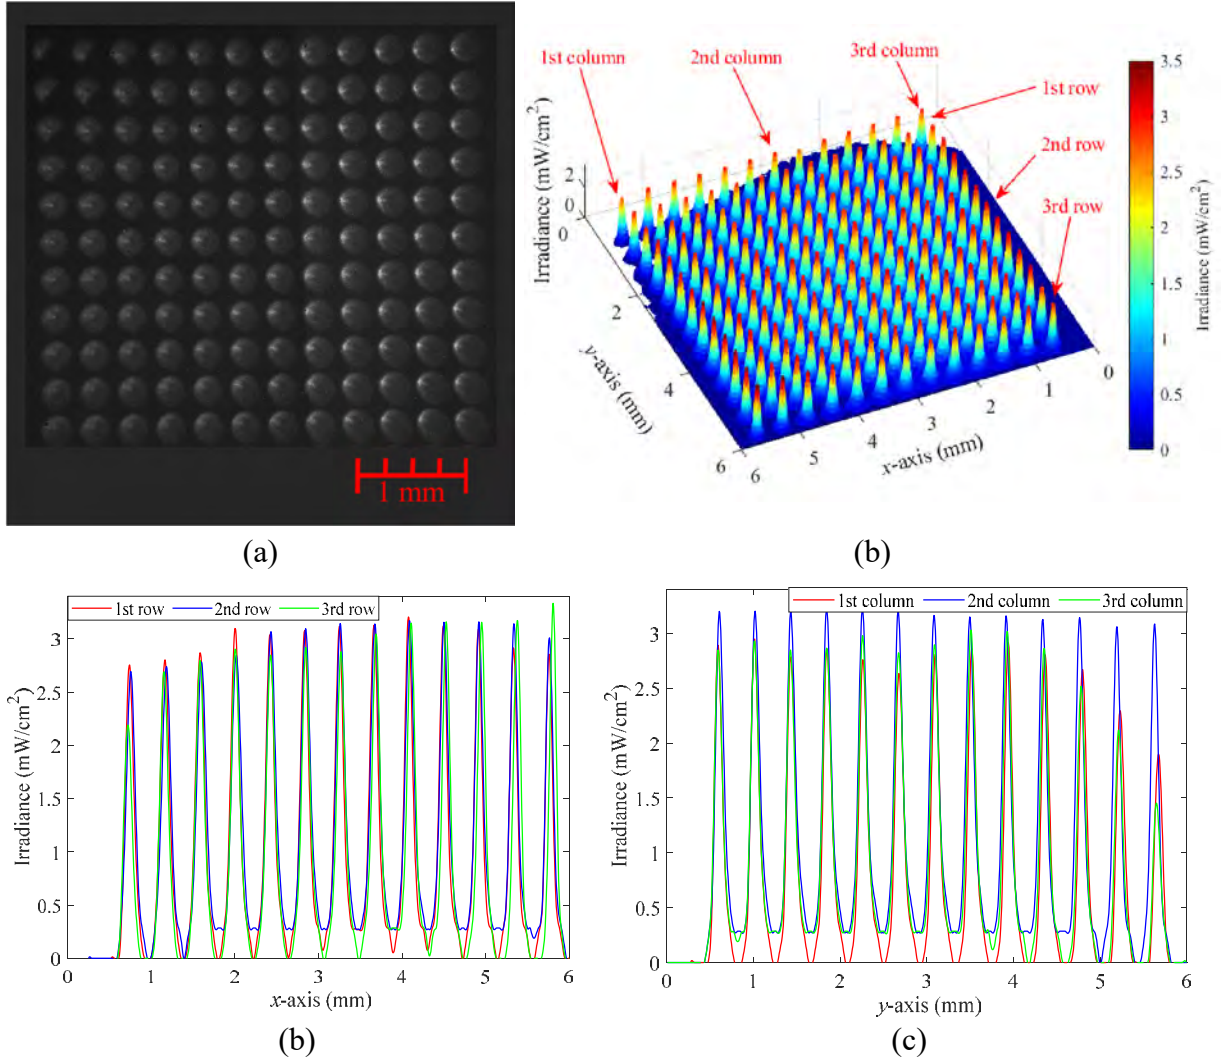 1 mm
(a)
1st column
2nd column
3rd column
1st row
2nd row
3rd row
Irradiance (mW/cm2)
2
0
0
2
4
6
y-axis (mm)
6
5
4
3
2
1
0
x-axis (mm)
3.5
3
2.5
2
1.5
1
0.5
0
Irradiance (mW/cm2)
(b)
1st row 2nd row 3rd row
Irradiance (mW/cm2)
3
2.5
2
1.5
1
0.5
0
0 1 2 3 4 5 6
x-axis (mm)
(b)
1st column 2nd column 3rd column
Irradiance (mW/cm2)
3
2.5
2
1.5
1
0.5
0
0 1 2 3 4 5 6
y-axis (mm)
(c)